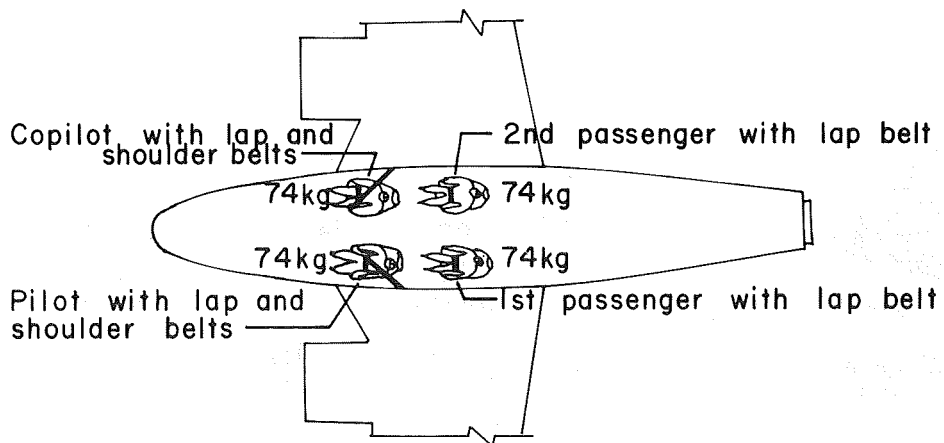 Copilot with lap and
shoulder belts
2nd passenger with lap belt
74kg
74kg
74kg
74kg
Pilot with lap and
shoulder belts
1st passenger with lap belt